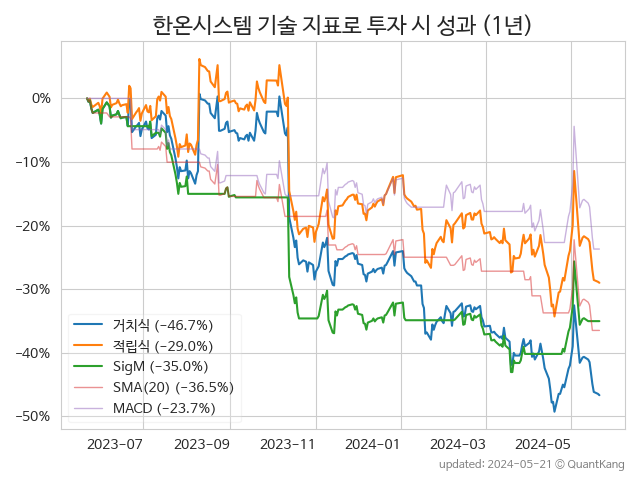 한온시스템 기술 지표로 투자 시 성과 (1년)
0%
−10%
−20%
−30%
−40%
−50%
거치식 (−46.7%)
적립식 (−29.0%)
SigM (−35.0%)
SMA(20) (−36.5%)
MACD (−23.7%)
2023−07
2023−09
2023−11
2024−01
2024−03
2024−05
updated: 2024-05-21 © QuantKang